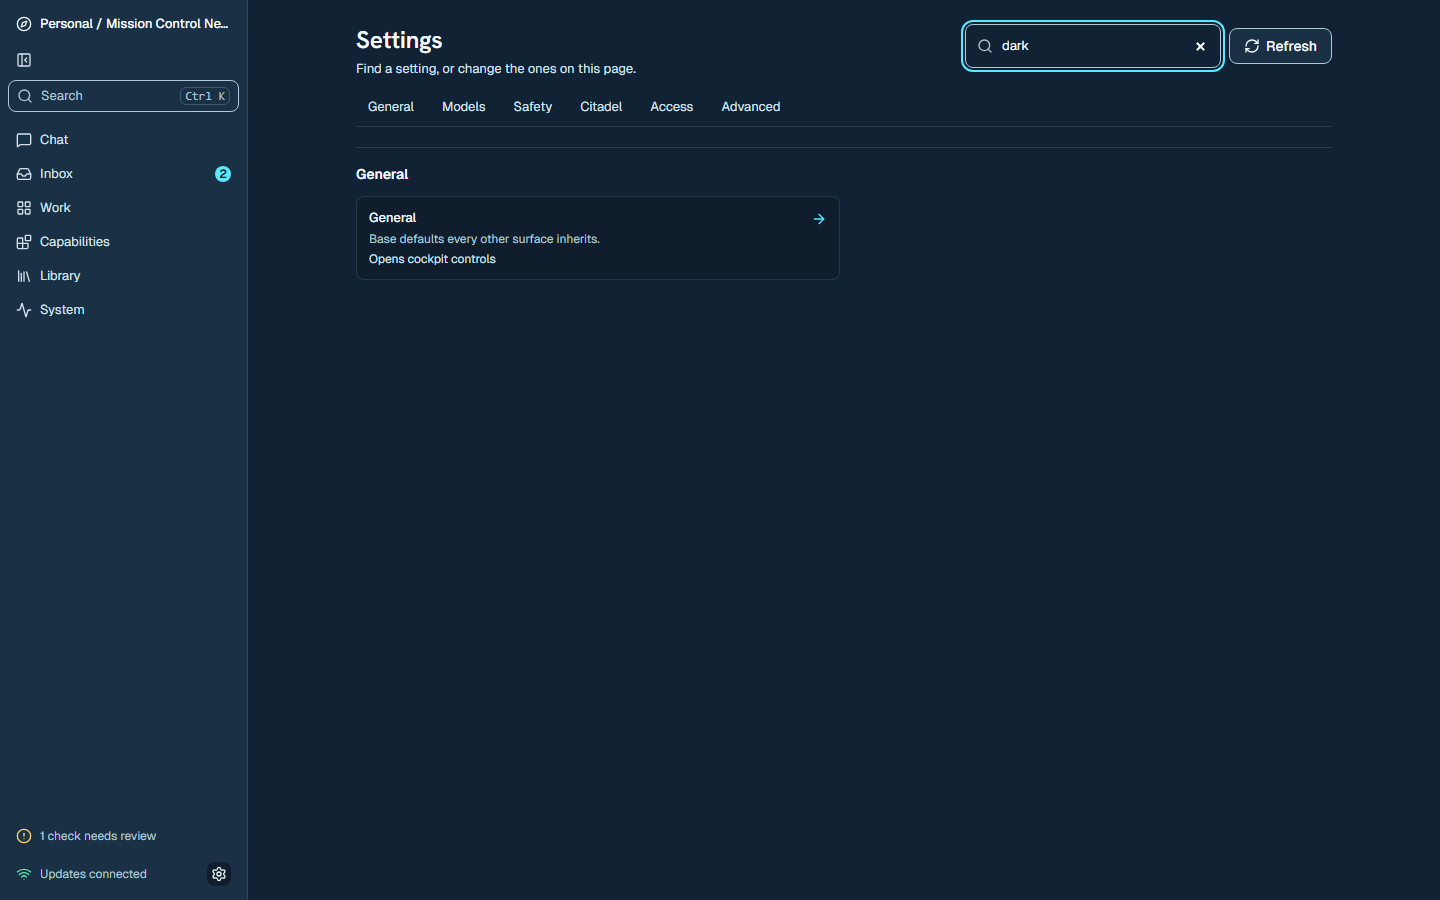 Personal / Mission Control Ne...
Search
Ctrl K
Chat
Inbox
2
Work
Capabilities
Library
System
1 check needs review
Updates connected
Settings
Find a setting, or change the ones on this page.
dark
Refresh
General
Models
Safety
Citadel
Access
Advanced
General
General
Base defaults every other surface inherits.
Opens cockpit controls